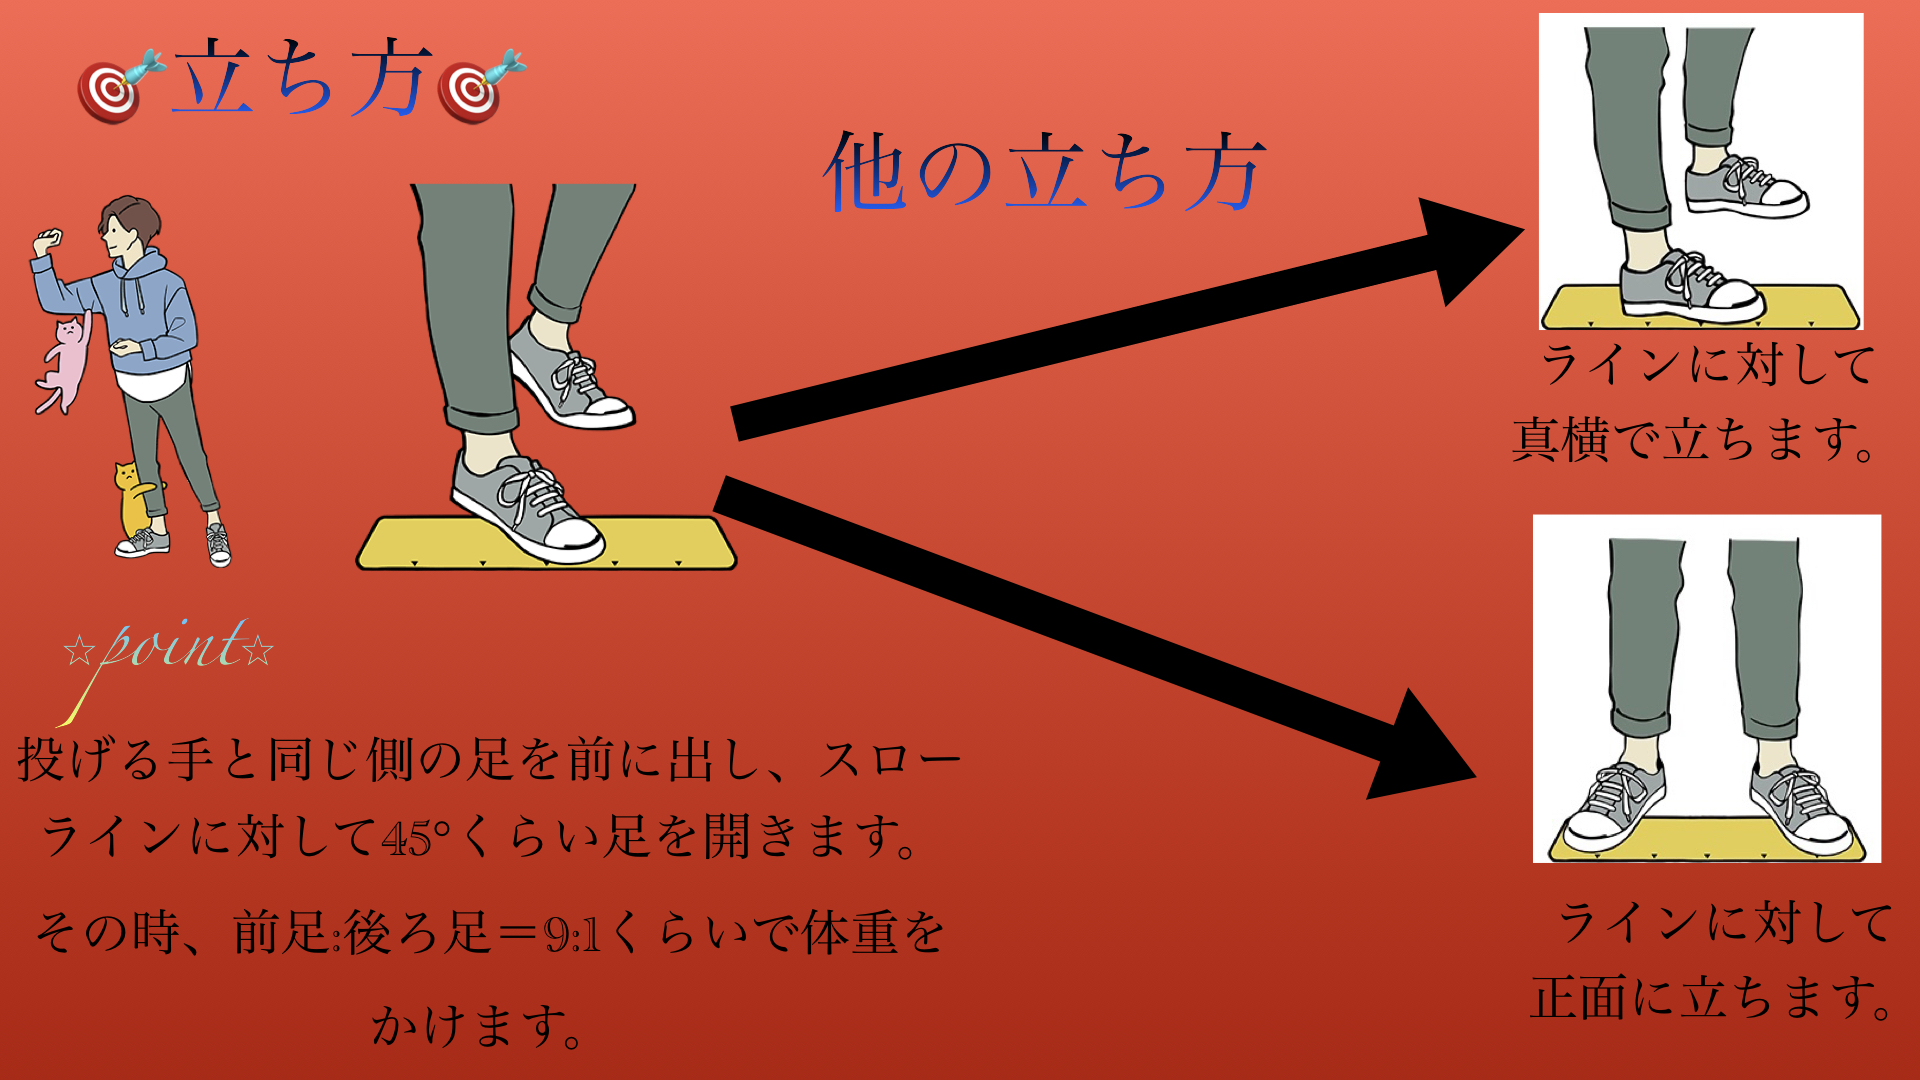 🎯立ち方🎯
他の立ち方
ラインに対して
真横で立ちます。
☆point☆
投げる手と同じ側の足を前に出し、スロー
ラインに対して45°くらい足を開きます。
その時、前足:後ろ足＝9:1くらいで体重を
かけます。
ラインに対して
正面に立ちます。